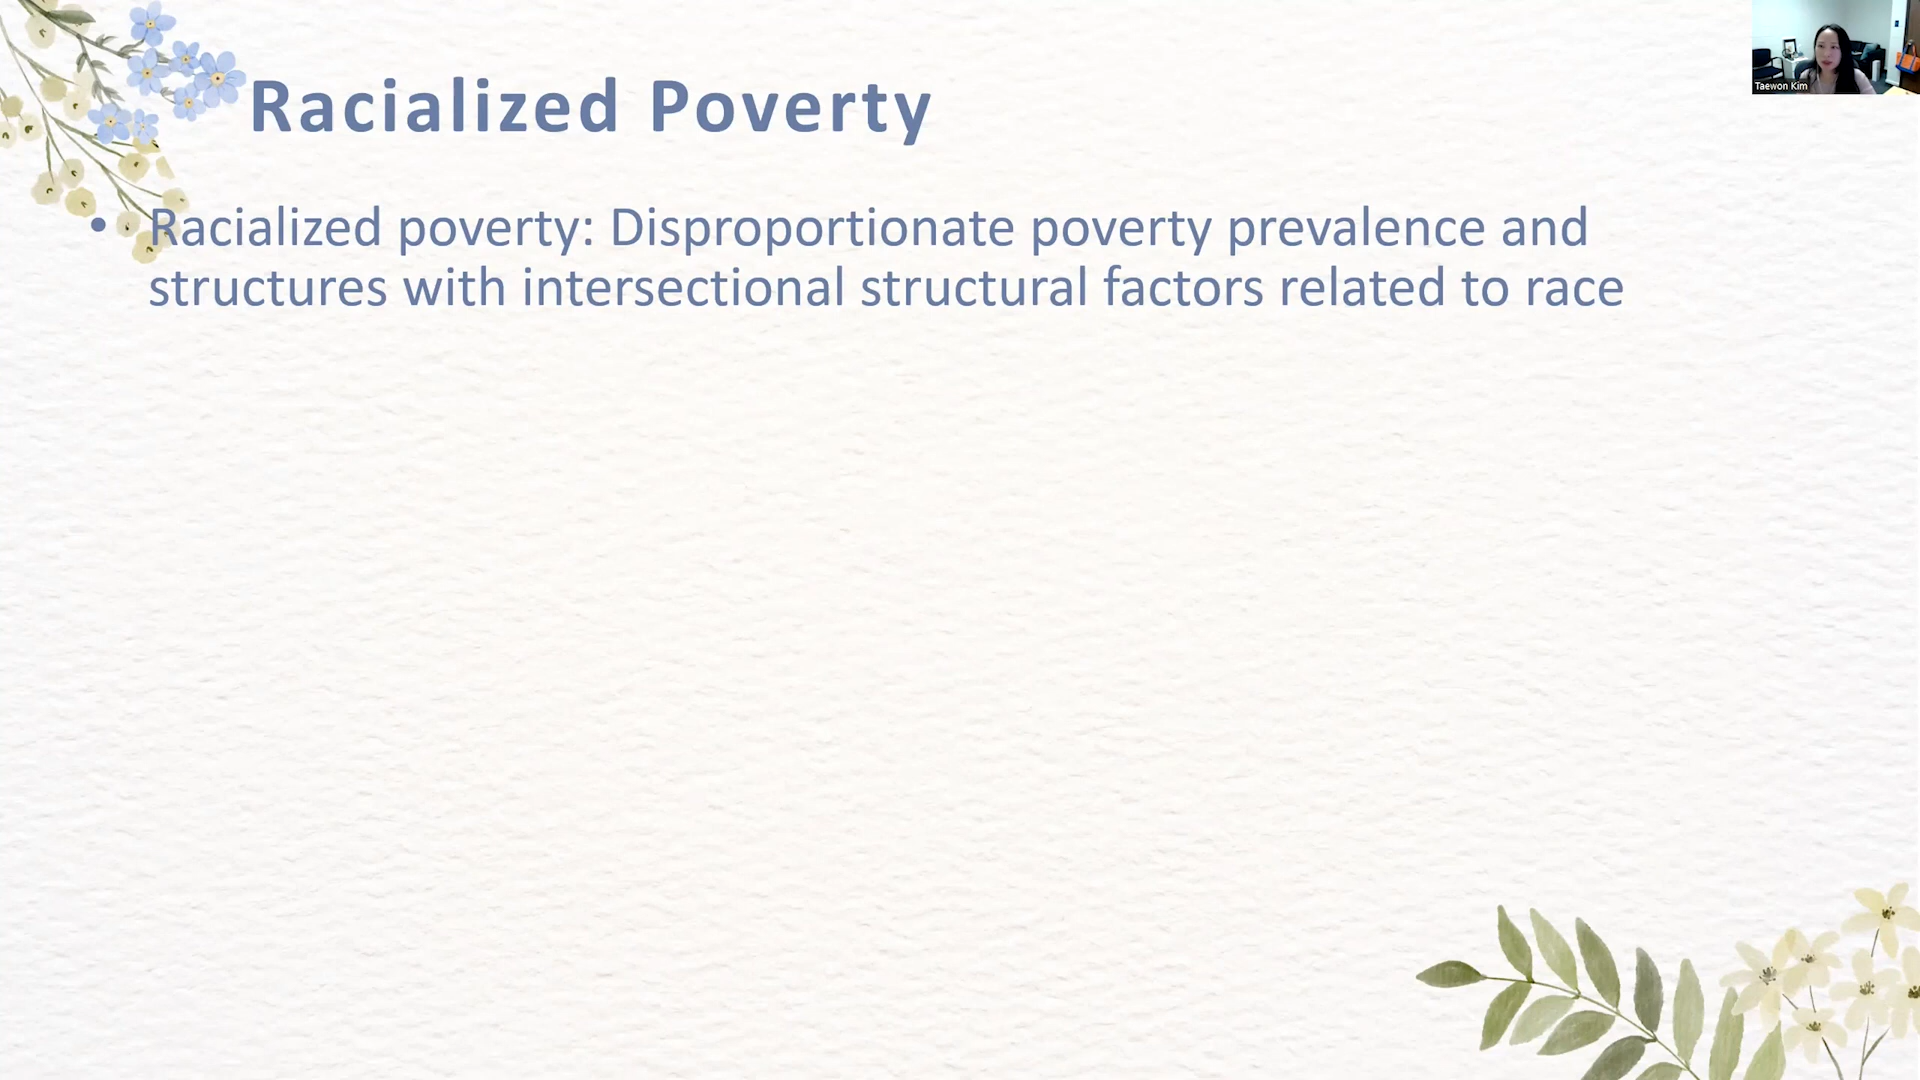 Racialized Poverty
• Racialized poverty: Disproportionate poverty prevalence and
structures with intersectional structural factors related to race
Taewon Kim